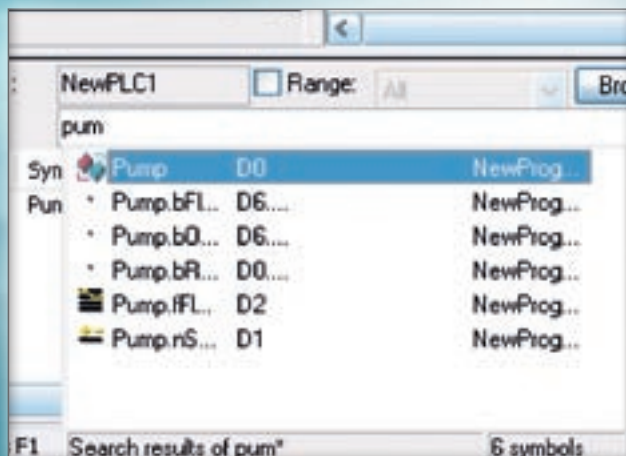 : NewPLC1 Range: All Bro
pum
Syn Pump D0 NewProg...
Pun Pump.bFl... D6.... NewProg...
Pump.bO... D6.... NewProg...
Pump.bR... D0.... NewProg...
Pump.fFL.. D2 NewProg...
Pump.nS... D1 NewProg...
F1 Search results of pum* 6 symbols